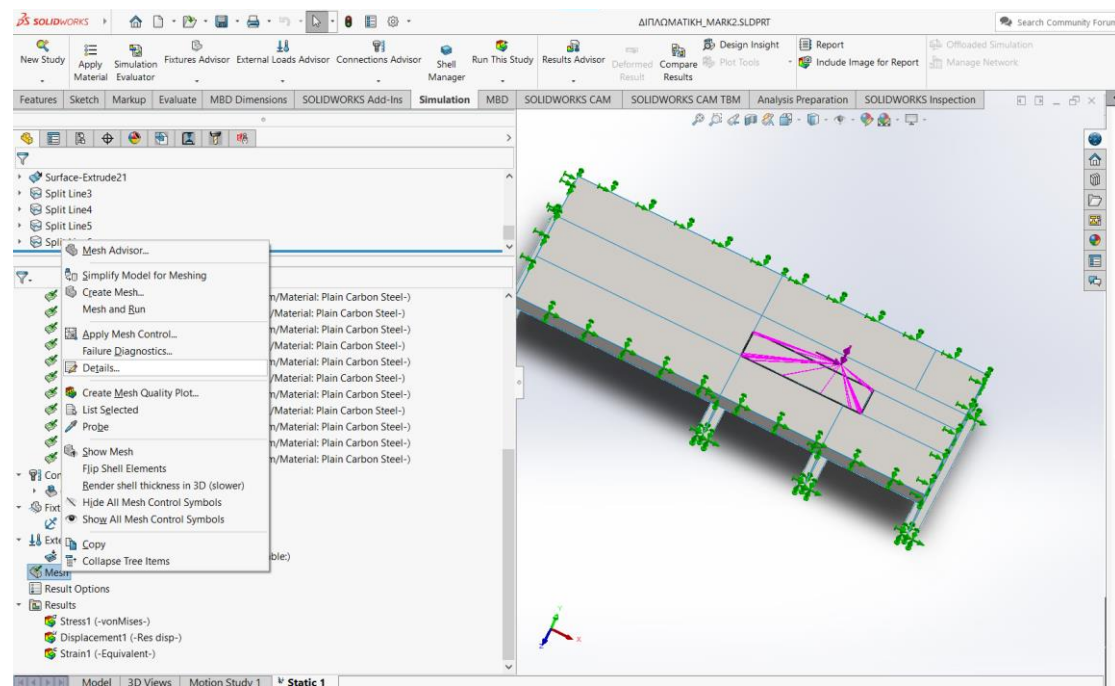 SOLIDWORKS
ΔΙΠΛΩΜΑΤΙΚΗ_MARK2.SLDPRT
Search Community Forum
New Study
Apply Material
Simulation Evaluator
Fixtures Advisor
External Loads Advisor
Connections Advisor
Shell Manager
Run This Study
Results Advisor
Deformed Result
Compare Results
Design Insight
Plot Tools
Report
Include Image for Report
Offloaded Simulation
Manage Network
Features Sketch Markup Evaluate MBD Dimensions SOLIDWORKS Add-Ins Simulation MBD SOLIDWORKS CAM SOLIDWORKS CAM TBM Analysis Preparation SOLIDWORKS Inspection
Surface-Extrude21
Split Line3
Split Line4
Split Line5
Mesh Advisor...
Simplify Model for Meshing
Create Mesh...
Mesh and Run
Apply Mesh Control...
Failure Diagnostics...
Details...
Create Mesh Quality Plot...
List Selected
Probe
Show Mesh
Flip Shell Elements
Render shell thickness in 3D (slower)
Hide All Mesh Control Symbols
Show All Mesh Control Symbols
Copy
Collapse Tree Items
m/Material: Plain Carbon Steel-)
/Material: Plain Carbon Steel-)
m/Material: Plain Carbon Steel-)
m/Material: Plain Carbon Steel-)
m/Material: Plain Carbon Steel-)
/Material: Plain Carbon Steel-)
m/Material: Plain Carbon Steel-)
/Material: Plain Carbon Steel-)
m/Material: Plain Carbon Steel-)
m/Material: Plain Carbon Steel-)
m/Material: Plain Carbon Steel-)
Con
Fixt
Exte
ible:)
Mesh
Result Options
Results
Stress1 (-vonMises-)
Displacement1 (-Res disp-)
Strain1 (-Equivalent-)
Y
X
Z
Model 3D Views Motion Study 1 Static 1